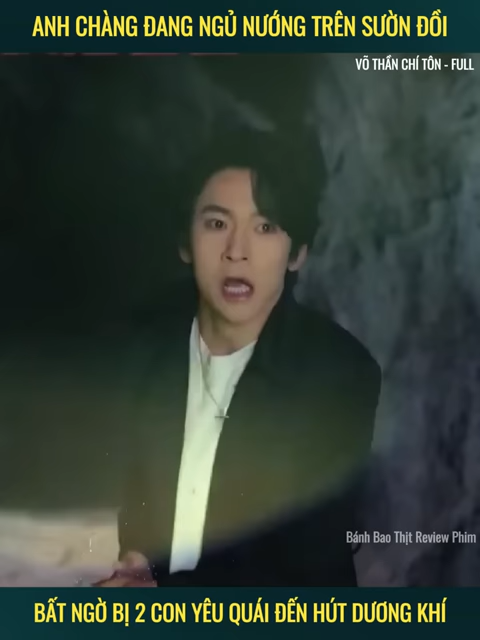 ANH CHÀNG ĐANG NGỦ NƯỚNG TRÊN SƯỜN ĐỒI
VÕ THẦN CHÍ TÔN - FULL
Bánh Bao Thịt Review Phim
BẤT NGỜ BỊ 2 CON YÊU QUÁI ĐẾN HÚT DƯƠNG KHÍ